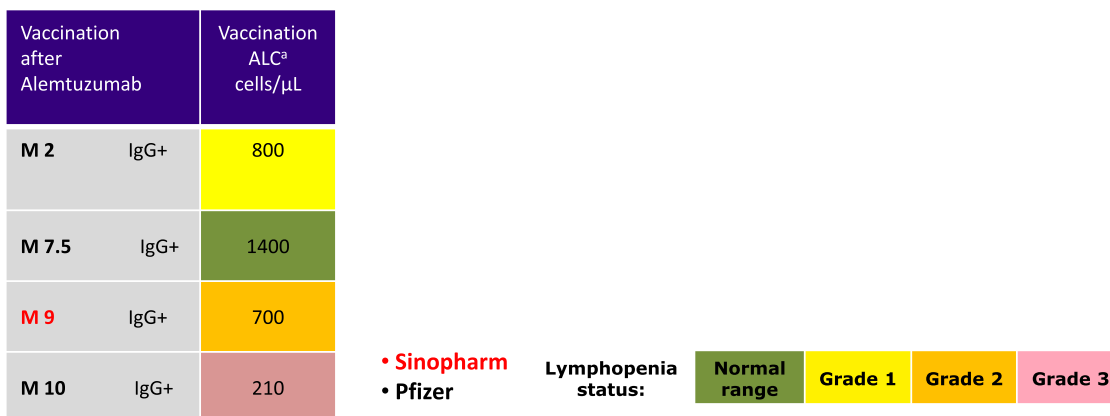 Vaccination
after
Alemtuzumab
Vaccination
ALCᵃ
cells/μL
M 2 IgG+ 800
M 7.5 IgG+ 1400
M 9 IgG+ 700
M 10 IgG+ 210
• Sinopharm
• Pfizer
Lymphopenia
status:
Normal
range
Grade 1
Grade 2
Grade 3